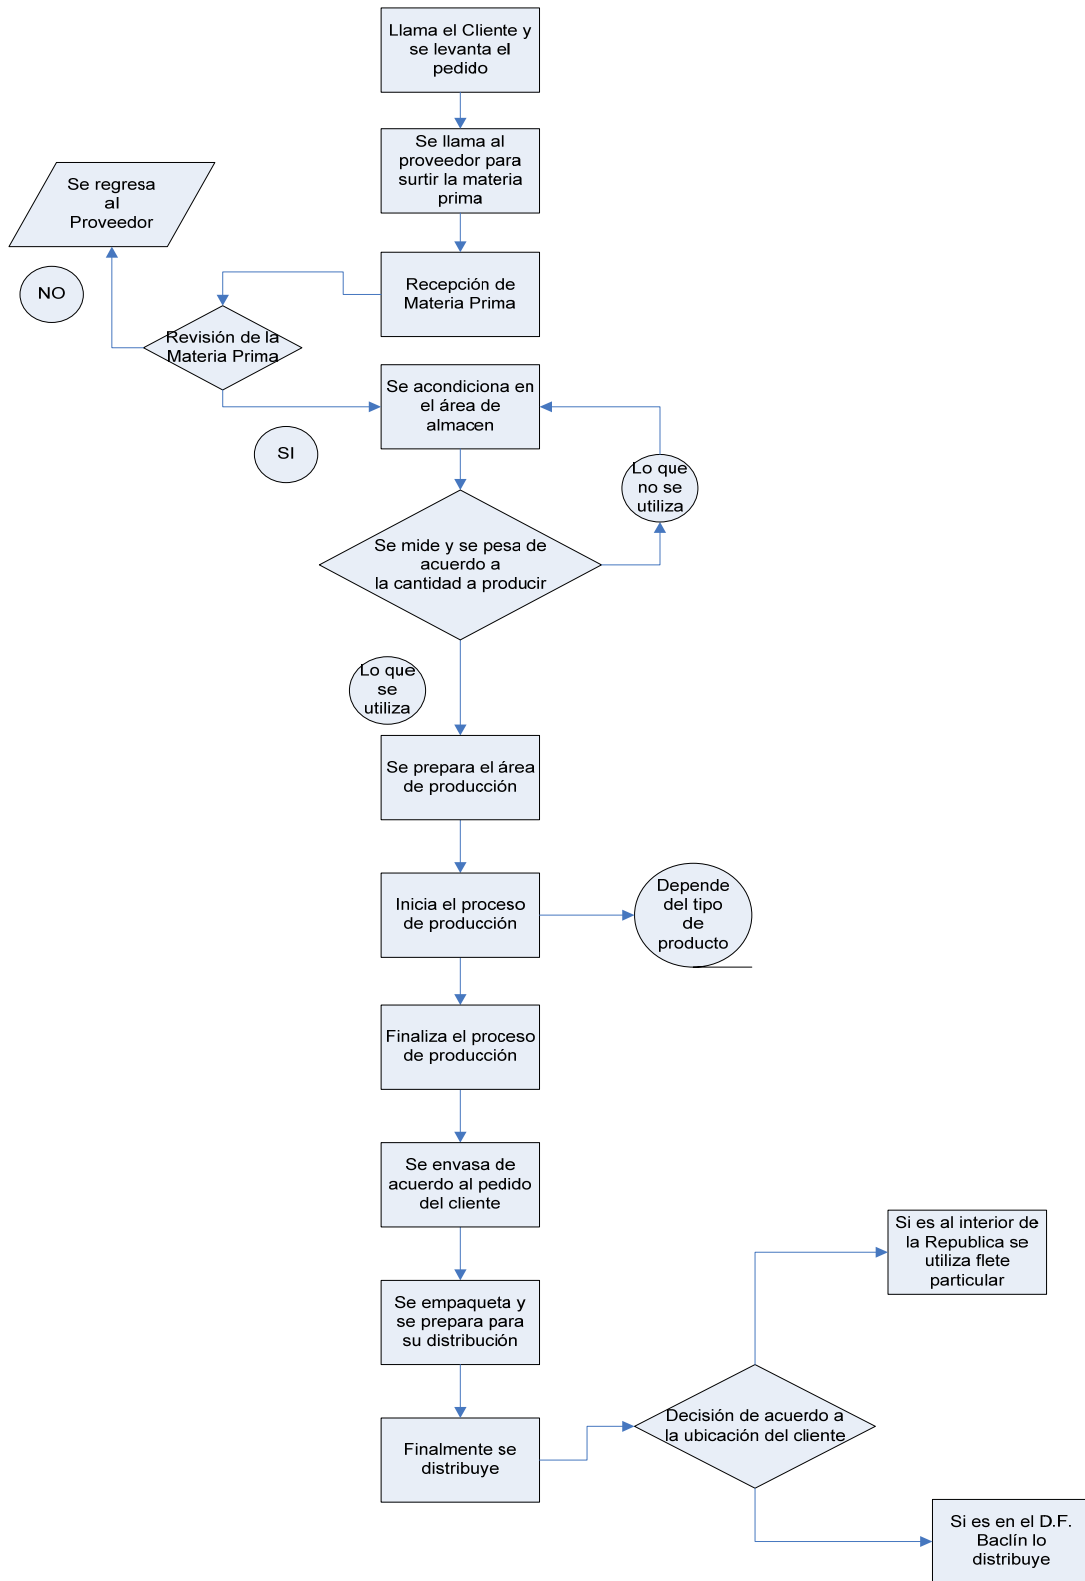 Llama el Cliente y
se levanta el
pedido
Se llama al
proveedor para
surtir la materia
prima
Se regresa
al
Proveedor
Recepción de
Materia Prima
NO
Revisión de la
Materia Prima
Se acondiciona en
el área de
almacen
SI
Lo que
no se
utiliza
Se mide y se pesa de
acuerdo a
la cantidad a producir
Lo que
se
utiliza
Se prepara el área
de producción
Inicia el proceso
de producción
Depende
del tipo
de
producto
Finaliza el proceso
de producción
Se envasa de
acuerdo al pedido
del cliente
Si es al interior de
la Republica se
utiliza flete
particular
Se empaqueta y
se prepara para
su distribución
Decisión de acuerdo a
la ubicación del cliente
Finalmente se
distribuye
Si es en el D.F.
Baclín lo
distribuye